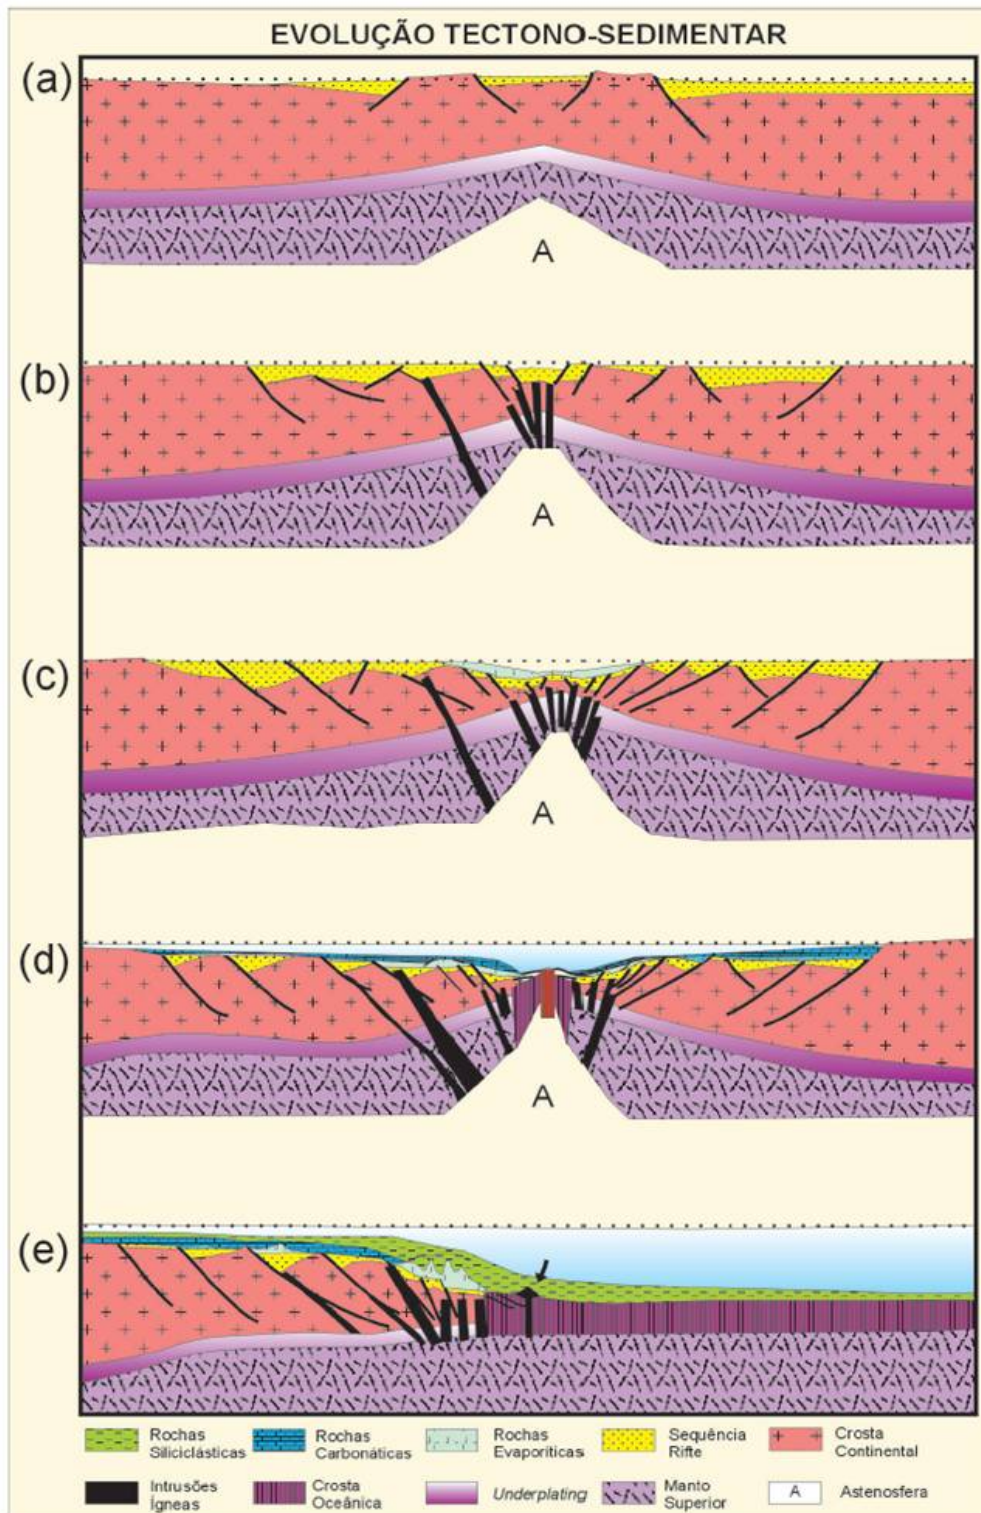 EVOLUÇÃO TECTONO-SEDIMENTAR
(a)
A
(b)
A
(c)
A
(d)
A
(e)
Rochas
Siliciclásticas
Rochas
Carbonáticas
Rochas
Evaporíticas
Sequência
Rifte
Crosta
Continental
Intrusões
Ígneas
Crosta
Oceânica
Underplating
Manto
Superior
A
Astenosfera